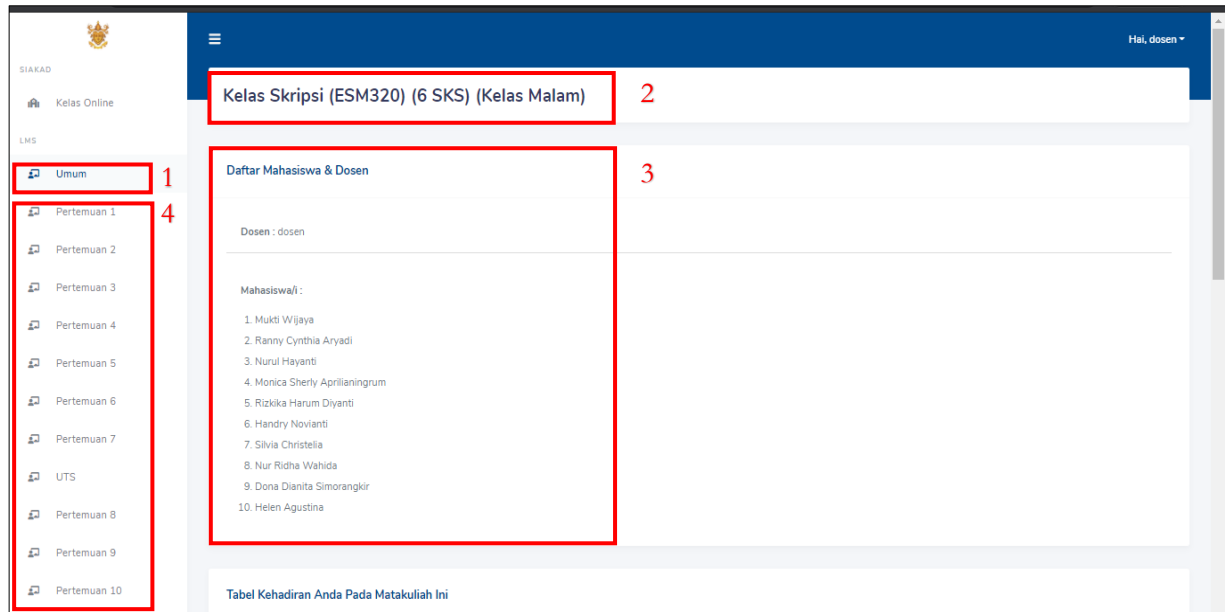 Hai, dosen
SIAKAD
Kelas Online
LMS
Umum
1
Pertemuan 1
4
Pertemuan 2
Pertemuan 3
Pertemuan 4
Pertemuan 5
Pertemuan 6
Pertemuan 7
UTS
Pertemuan 8
Pertemuan 9
Pertemuan 10
Kelas Skripsi (ESM320) (6 SKS) (Kelas Malam)
2
Daftar Mahasiswa & Dosen
3
Dosen : dosen
Mahasiswa/i :
1. Mukti Wijaya
2. Ranny Cynthia Aryadi
3. Nurul Hayanti
4. Monica Sherly Aprilianingrum
5. Rizkika Harum Diyanti
6. Handry Novianti
7. Silvia Christelia
8. Nur Ridha Wahida
9. Dona Dianita Simorangkir
10. Helen Agustina
Tabel Kehadiran Anda Pada Matakuliah Ini